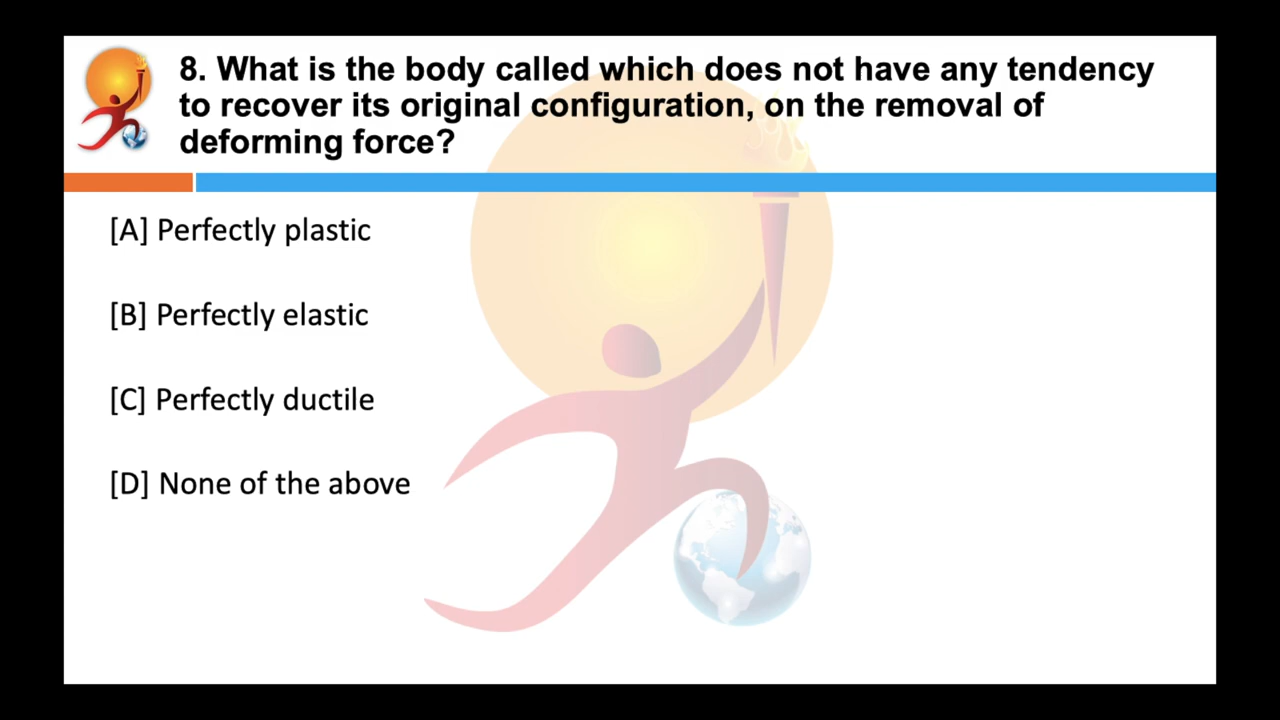 8. What is the body called which does not have any tendency
to recover its original configuration, on the removal of
deforming force?
[A] Perfectly plastic
[B] Perfectly elastic
[C] Perfectly ductile
[D] None of the above